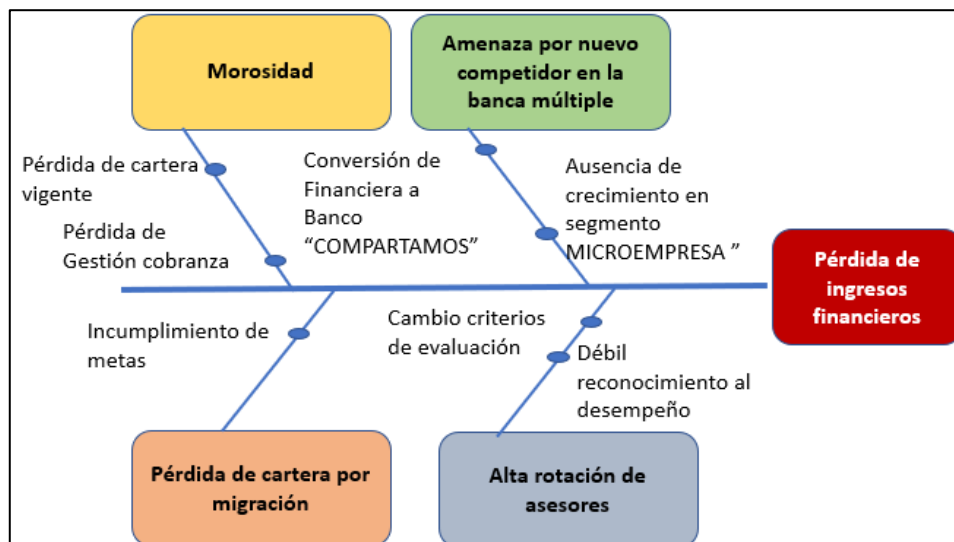 Morosidad
Amenaza por nuevo
competidor en la
banca múltiple
Pérdida de cartera
vigente
Pérdida de
Gestión cobranza
Conversión de
Financiera a
Banco
“COMPARTAMOS”
Ausencia de
crecimiento en
segmento
MICROEMPRESA ”
Pérdida de
ingresos
financieros
Incumplimiento de
metas
Cambio criterios
de evaluación
Débil
reconocimiento al
desempeño
Pérdida de cartera por
migración
Alta rotación de
asesores